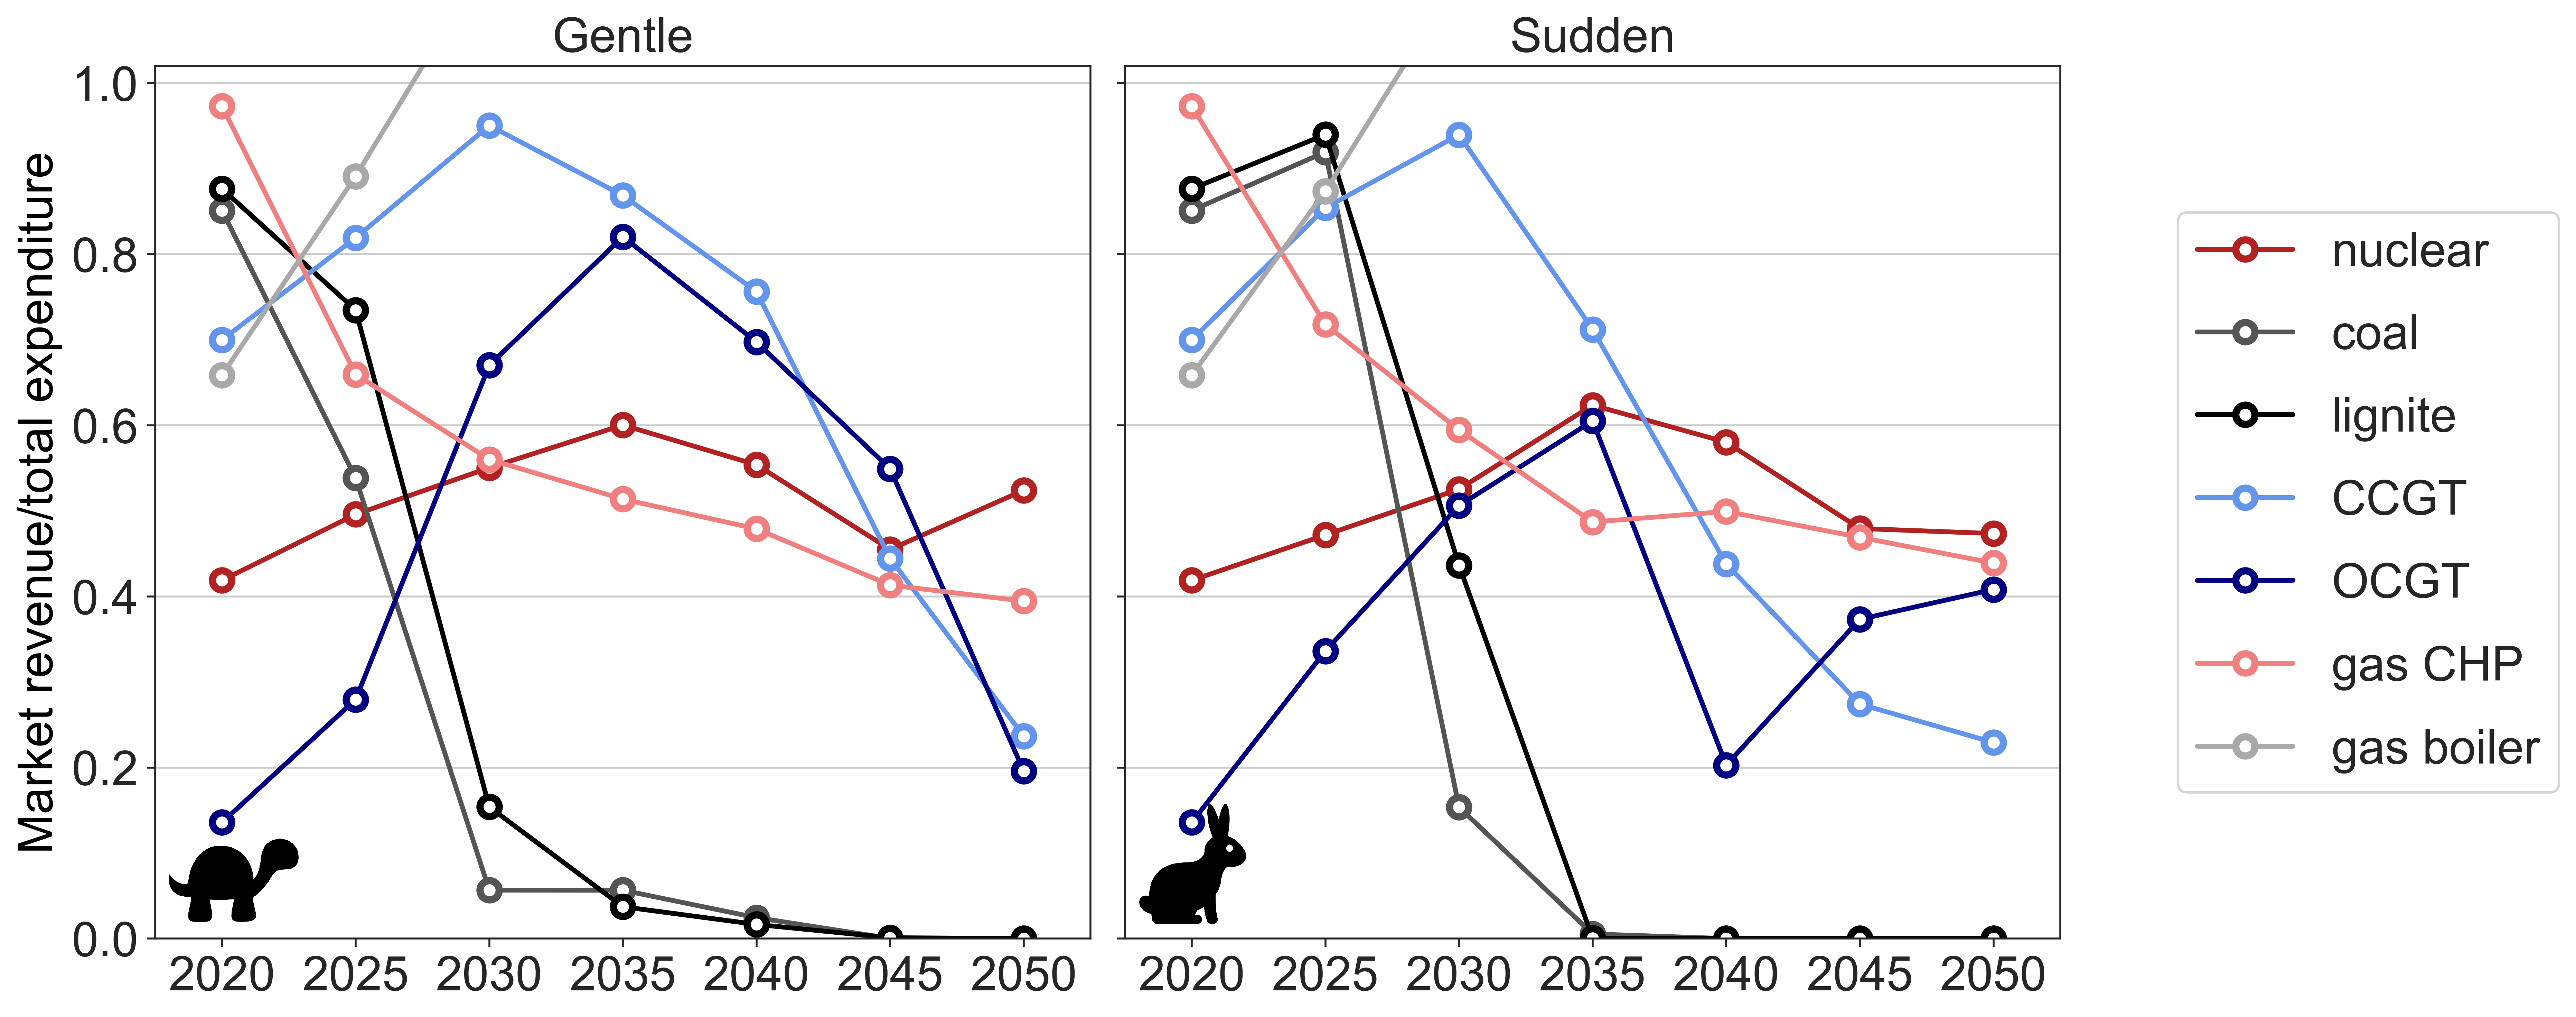 Gentle
Sudden
Market revenue/total expenditure
1.0
0.8
0.6
0.4
0.2
0.0
2020 2025 2030 2035 2040 2045 2050
2020 2025 2030 2035 2040 2045 2050
nuclear
coal
lignite
CCGT
OCGT
gas CHP
gas boiler